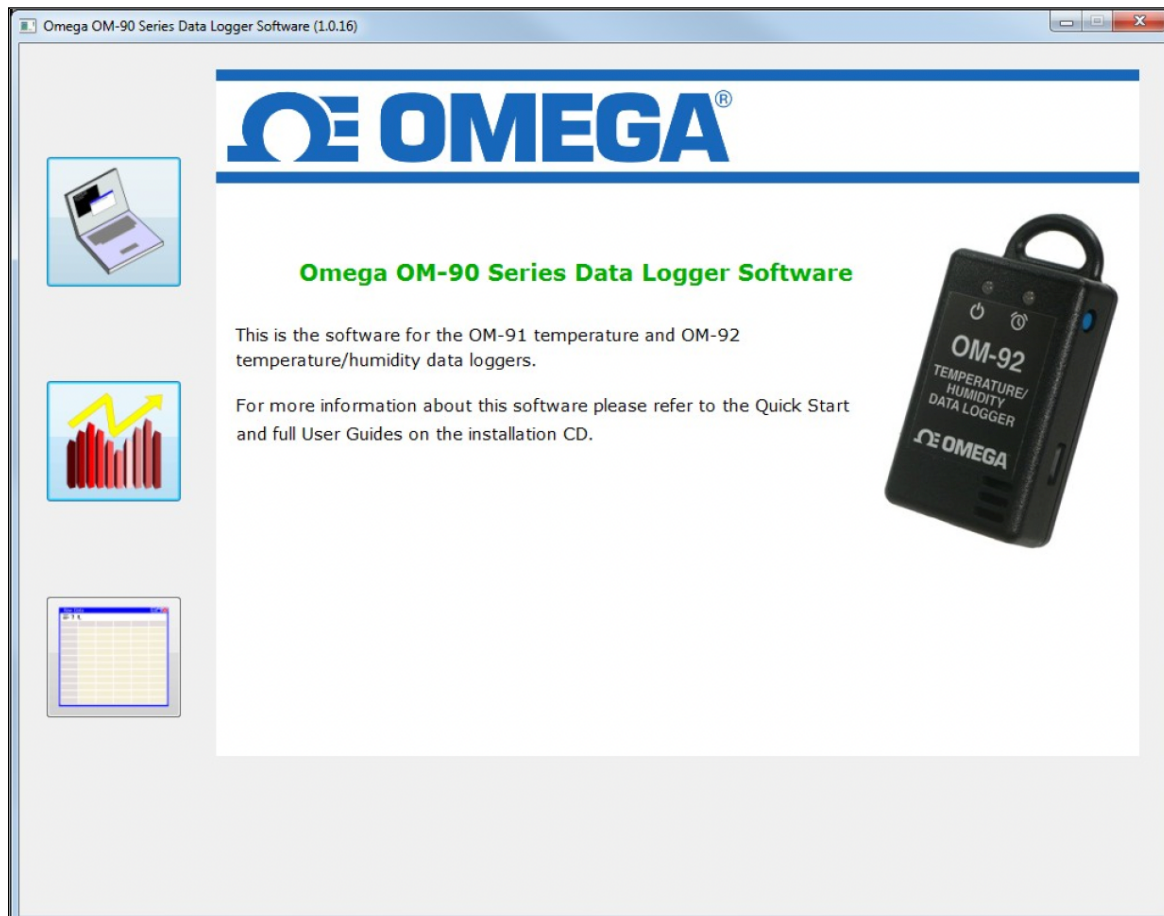 Omega OM-90 Series Data Logger Software (1.0.16)
OMEGA®
Omega OM-90 Series Data Logger Software
This is the software for the OM-91 temperature and OM-92
temperature/humidity data loggers.
For more information about this software please refer to the Quick Start
and full User Guides on the installation CD.
OM-92
TEMPERATURE/
HUMIDITY
DATA LOGGER
OMEGA